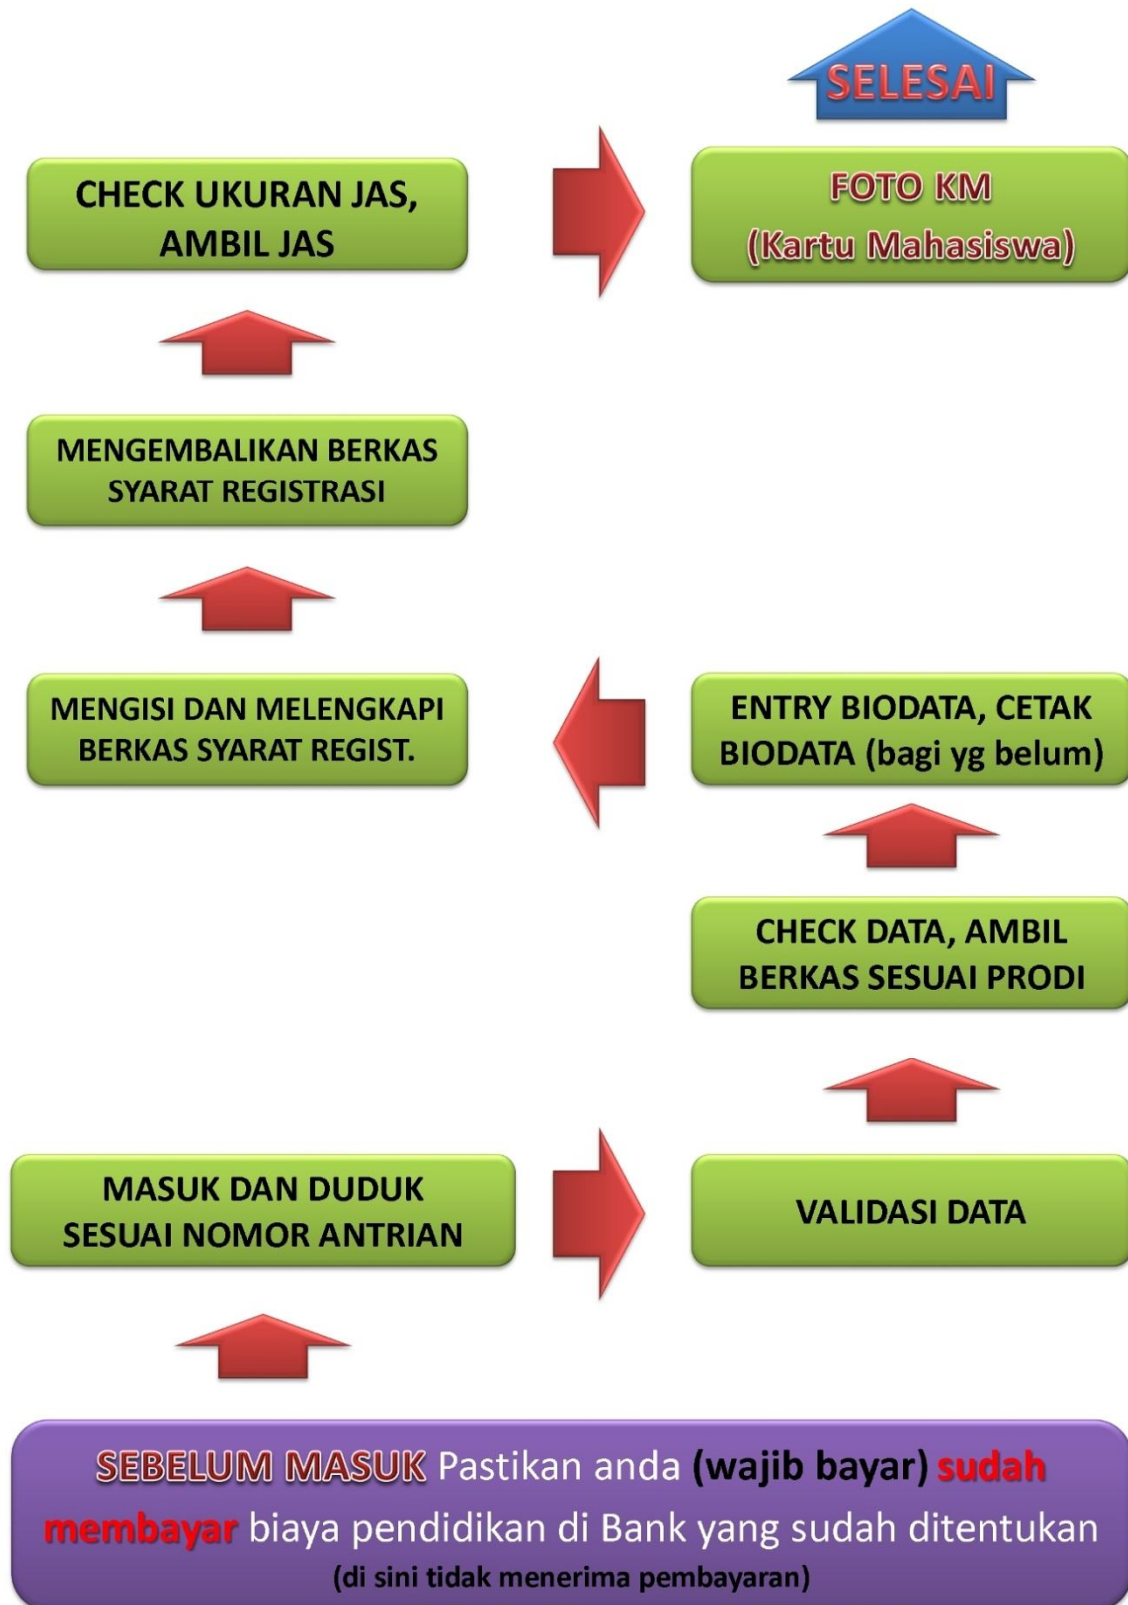 SELESAI
CHECK UKURAN JAS,
AMBIL JAS
FOTO KM
(Kartu Mahasiswa)
MENGEMBALIKAN BERKAS
SYARAT REGISTRASI
MENGISI DAN MELENGKAPI
BERKAS SYARAT REGIST.
ENTRY BIODATA, CETAK
BIODATA (bagi yg belum)
CHECK DATA, AMBIL
BERKAS SESUAI PRODI
MASUK DAN DUDUK
SESUAI NOMOR ANTRIAN
VALIDASI DATA
SEBELUM MASUK Pastikan anda (wajib bayar) sudah
membayar biaya pendidikan di Bank yang sudah ditentukan
(di sini tidak menerima pembayaran)